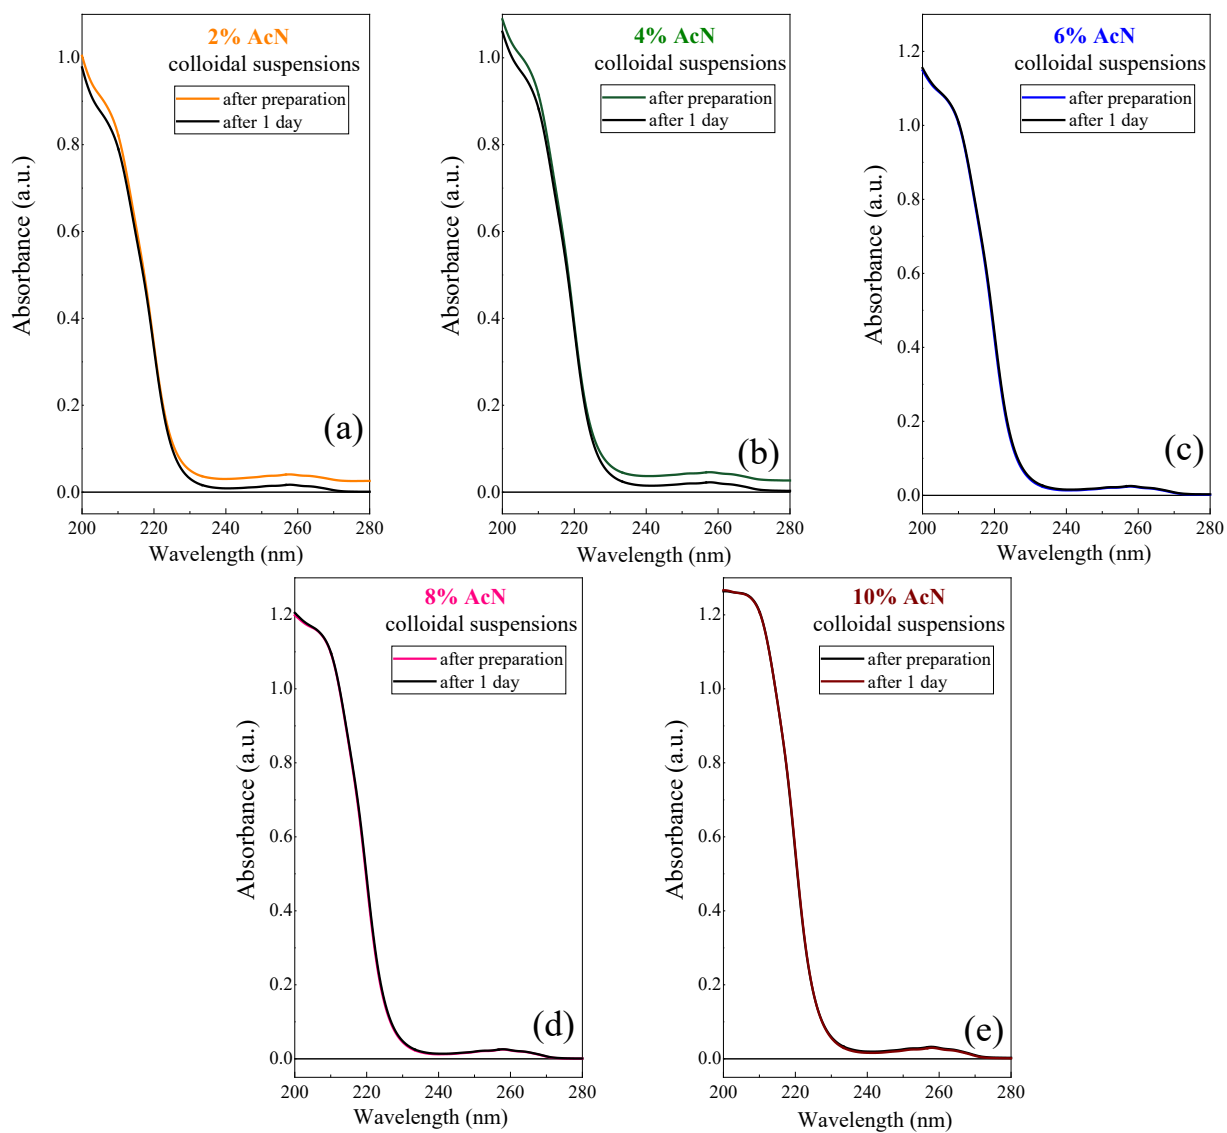 2% AcN
colloidal suspensions
after preparation
after 1 day
1.0
0.8
0.6
0.4
0.2
0.0
Absorbance (a.u.)
(a)
200 220 240 260 280
Wavelength (nm)
4% AcN
colloidal suspensions
after preparation
after 1 day
1.0
0.8
0.6
0.4
0.2
0.0
Absorbance (a.u.)
(b)
200 220 240 260 280
Wavelength (nm)
6% AcN
colloidal suspensions
after preparation
after 1 day
1.2
1.0
0.8
0.6
0.4
0.2
0.0
Absorbance (a.u.)
(c)
200 220 240 260 280
Wavelength (nm)
8% AcN
colloidal suspensions
after preparation
after 1 day
1.2
1.0
0.8
0.6
0.4
0.2
0.0
Absorbance (a.u.)
(d)
200 220 240 260 280
Wavelength (nm)
10% AcN
colloidal suspensions
after preparation
after 1 day
1.2
1.0
0.8
0.6
0.4
0.2
0.0
Absorbance (a.u.)
(e)
200 220 240 260 280
Wavelength (nm)